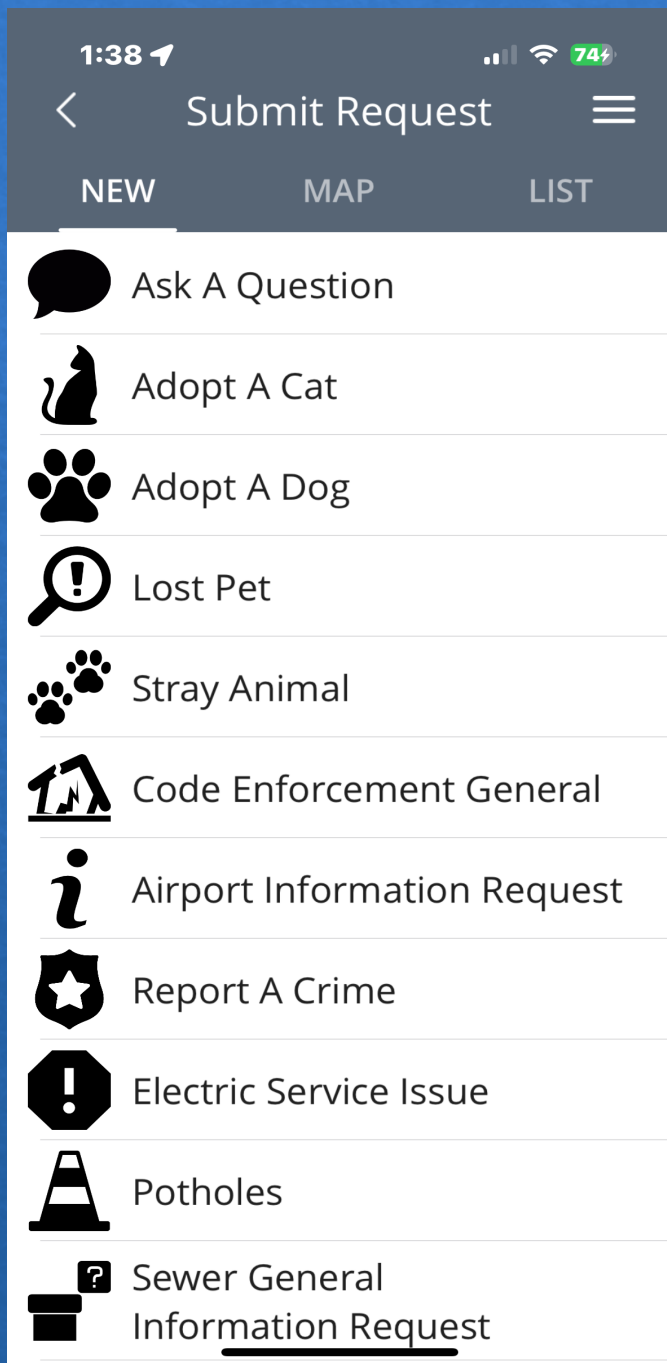 1:38
74
Submit Request
NEW MAP LIST
Ask A Question
Adopt A Cat
Adopt A Dog
Lost Pet
Stray Animal
Code Enforcement General
Airport Information Request
Report A Crime
Electric Service Issue
Potholes
Sewer General
Information Request